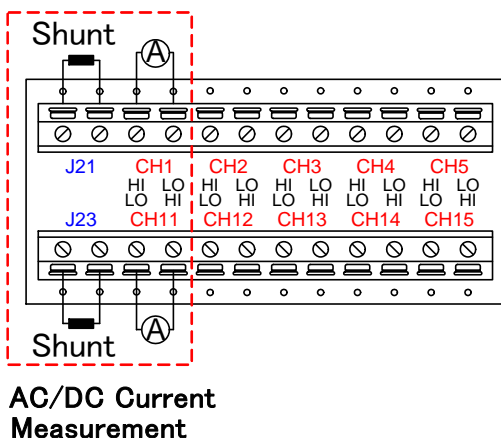 Shunt
A
J21 CH1 CH2 CH3 CH4 CH5
HI LO HI LO HI LO HI LO HI LO
LO HI LO HI LO HI LO HI LO HI
J23 CH11 CH12 CH13 CH14 CH15
A
Shunt
AC/DC Current
Measurement